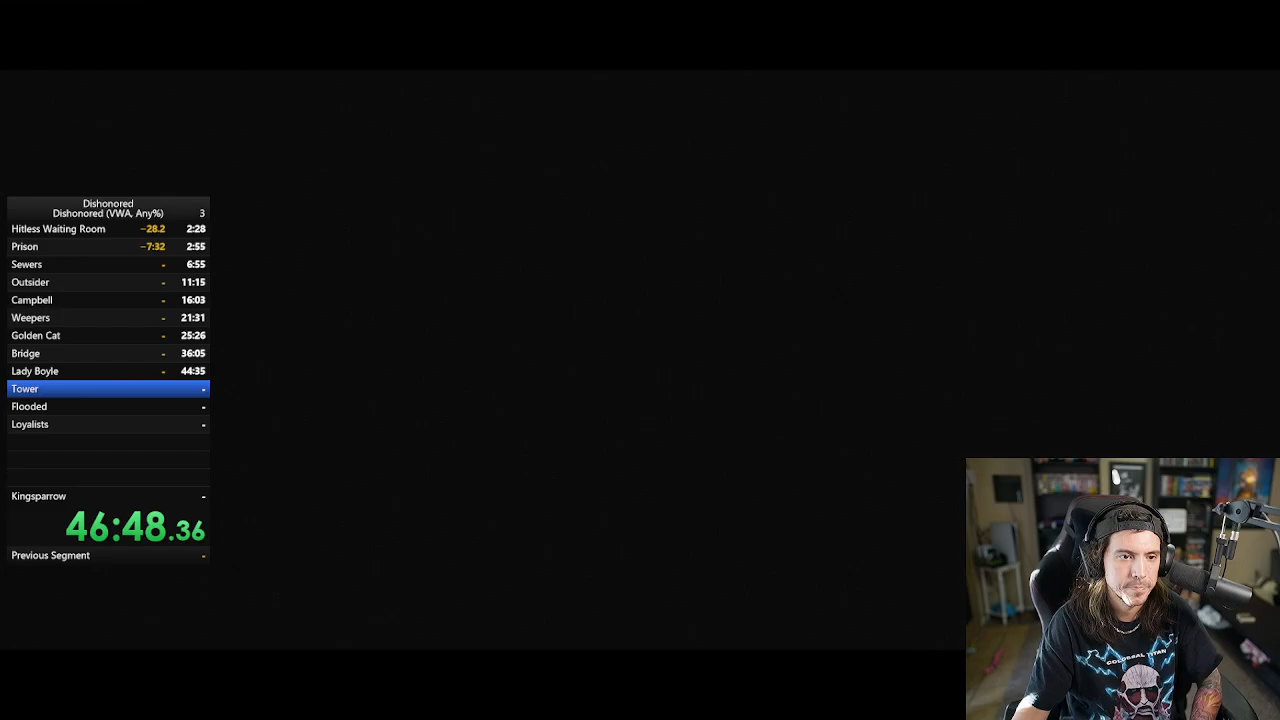 Dishonored
Dishonored (VWA, Any%) 3
Hitless Waiting Room −28.2 2:28
Prison −7:32 2:55
Sewers - 6:55
Outsider - 11:15
Campbell - 16:03
Weepers - 21:31
Golden Cat - 25:26
Bridge - 36:05
Lady Boyle - 44:35
Tower -
Flooded -
Loyalists -
Kingsparrow -
46:48.36
Previous Segment -
COLOSSAL TITAN